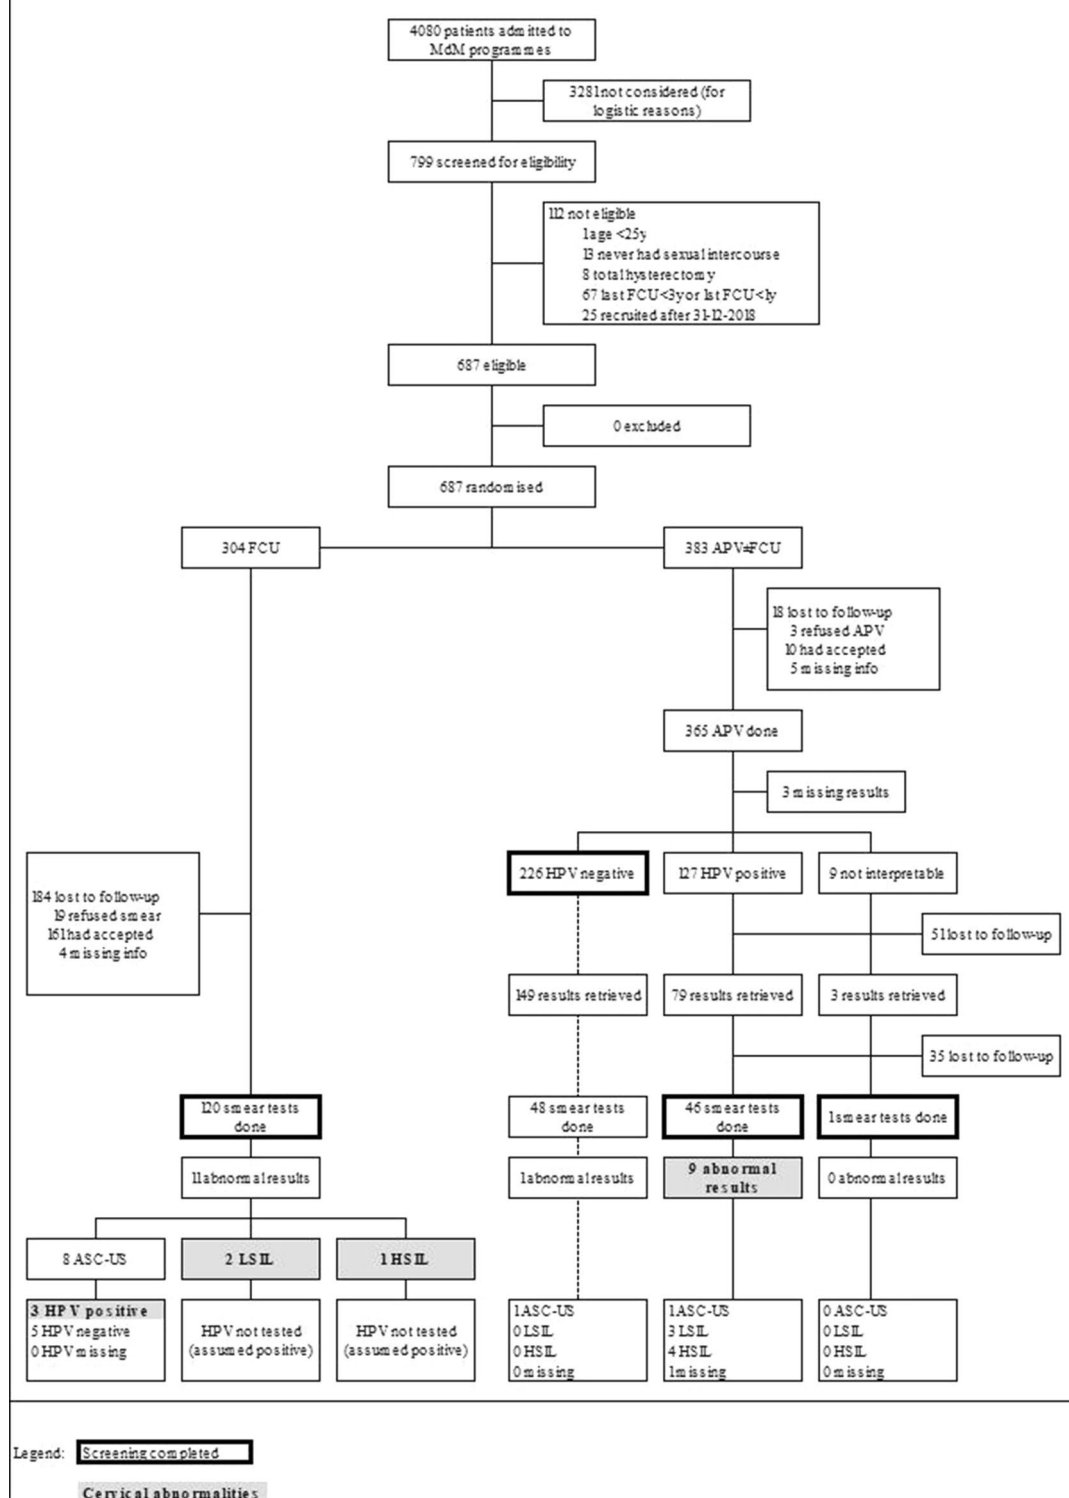 4080 patients admitted to
MdM programmes
3281 not considered (for
logistic reasons)
799 screened for eligibility
112 not eligible
1 age <25y
13 never had sexual intercourse
8 total hysterectomy
67 last FCU<3y or 1st FCU<1y
25 recruited after 31-12-2018
687 eligible
0 excluded
687 randomised
304 FCU
383 APV±FCU
18 lost to follow-up
3 refused APV
10 had accepted
5 missing info
365 APV done
3 missing results
184 lost to follow-up
19 refused smear
161 had accepted
4 missing info
226 HPV negative
127 HPV positive
9 not interpretable
51 lost to follow-up
149 results retrieved
79 results retrieved
3 results retrieved
35 lost to follow-up
120 smear tests
done
48 smear tests
done
46 smear tests
done
1 smear tests done
11 abnormal results
1 abnormal results
9 abnormal
results
0 abnormal results
8 ASC-US
2 LSIL
1 HSIL
3 HPV positive
5 HPV negative
0 HPV missing
HPV not tested
(assumed positive)
HPV not tested
(assumed positive)
1 ASC-US
0 LSIL
0 HSIL
0 missing
1 ASC-US
3 LSIL
4 HSIL
1 missing
0 ASC-US
0 LSIL
0 HSIL
0 missing
Legend: Screening completed
Cervical abnormalities